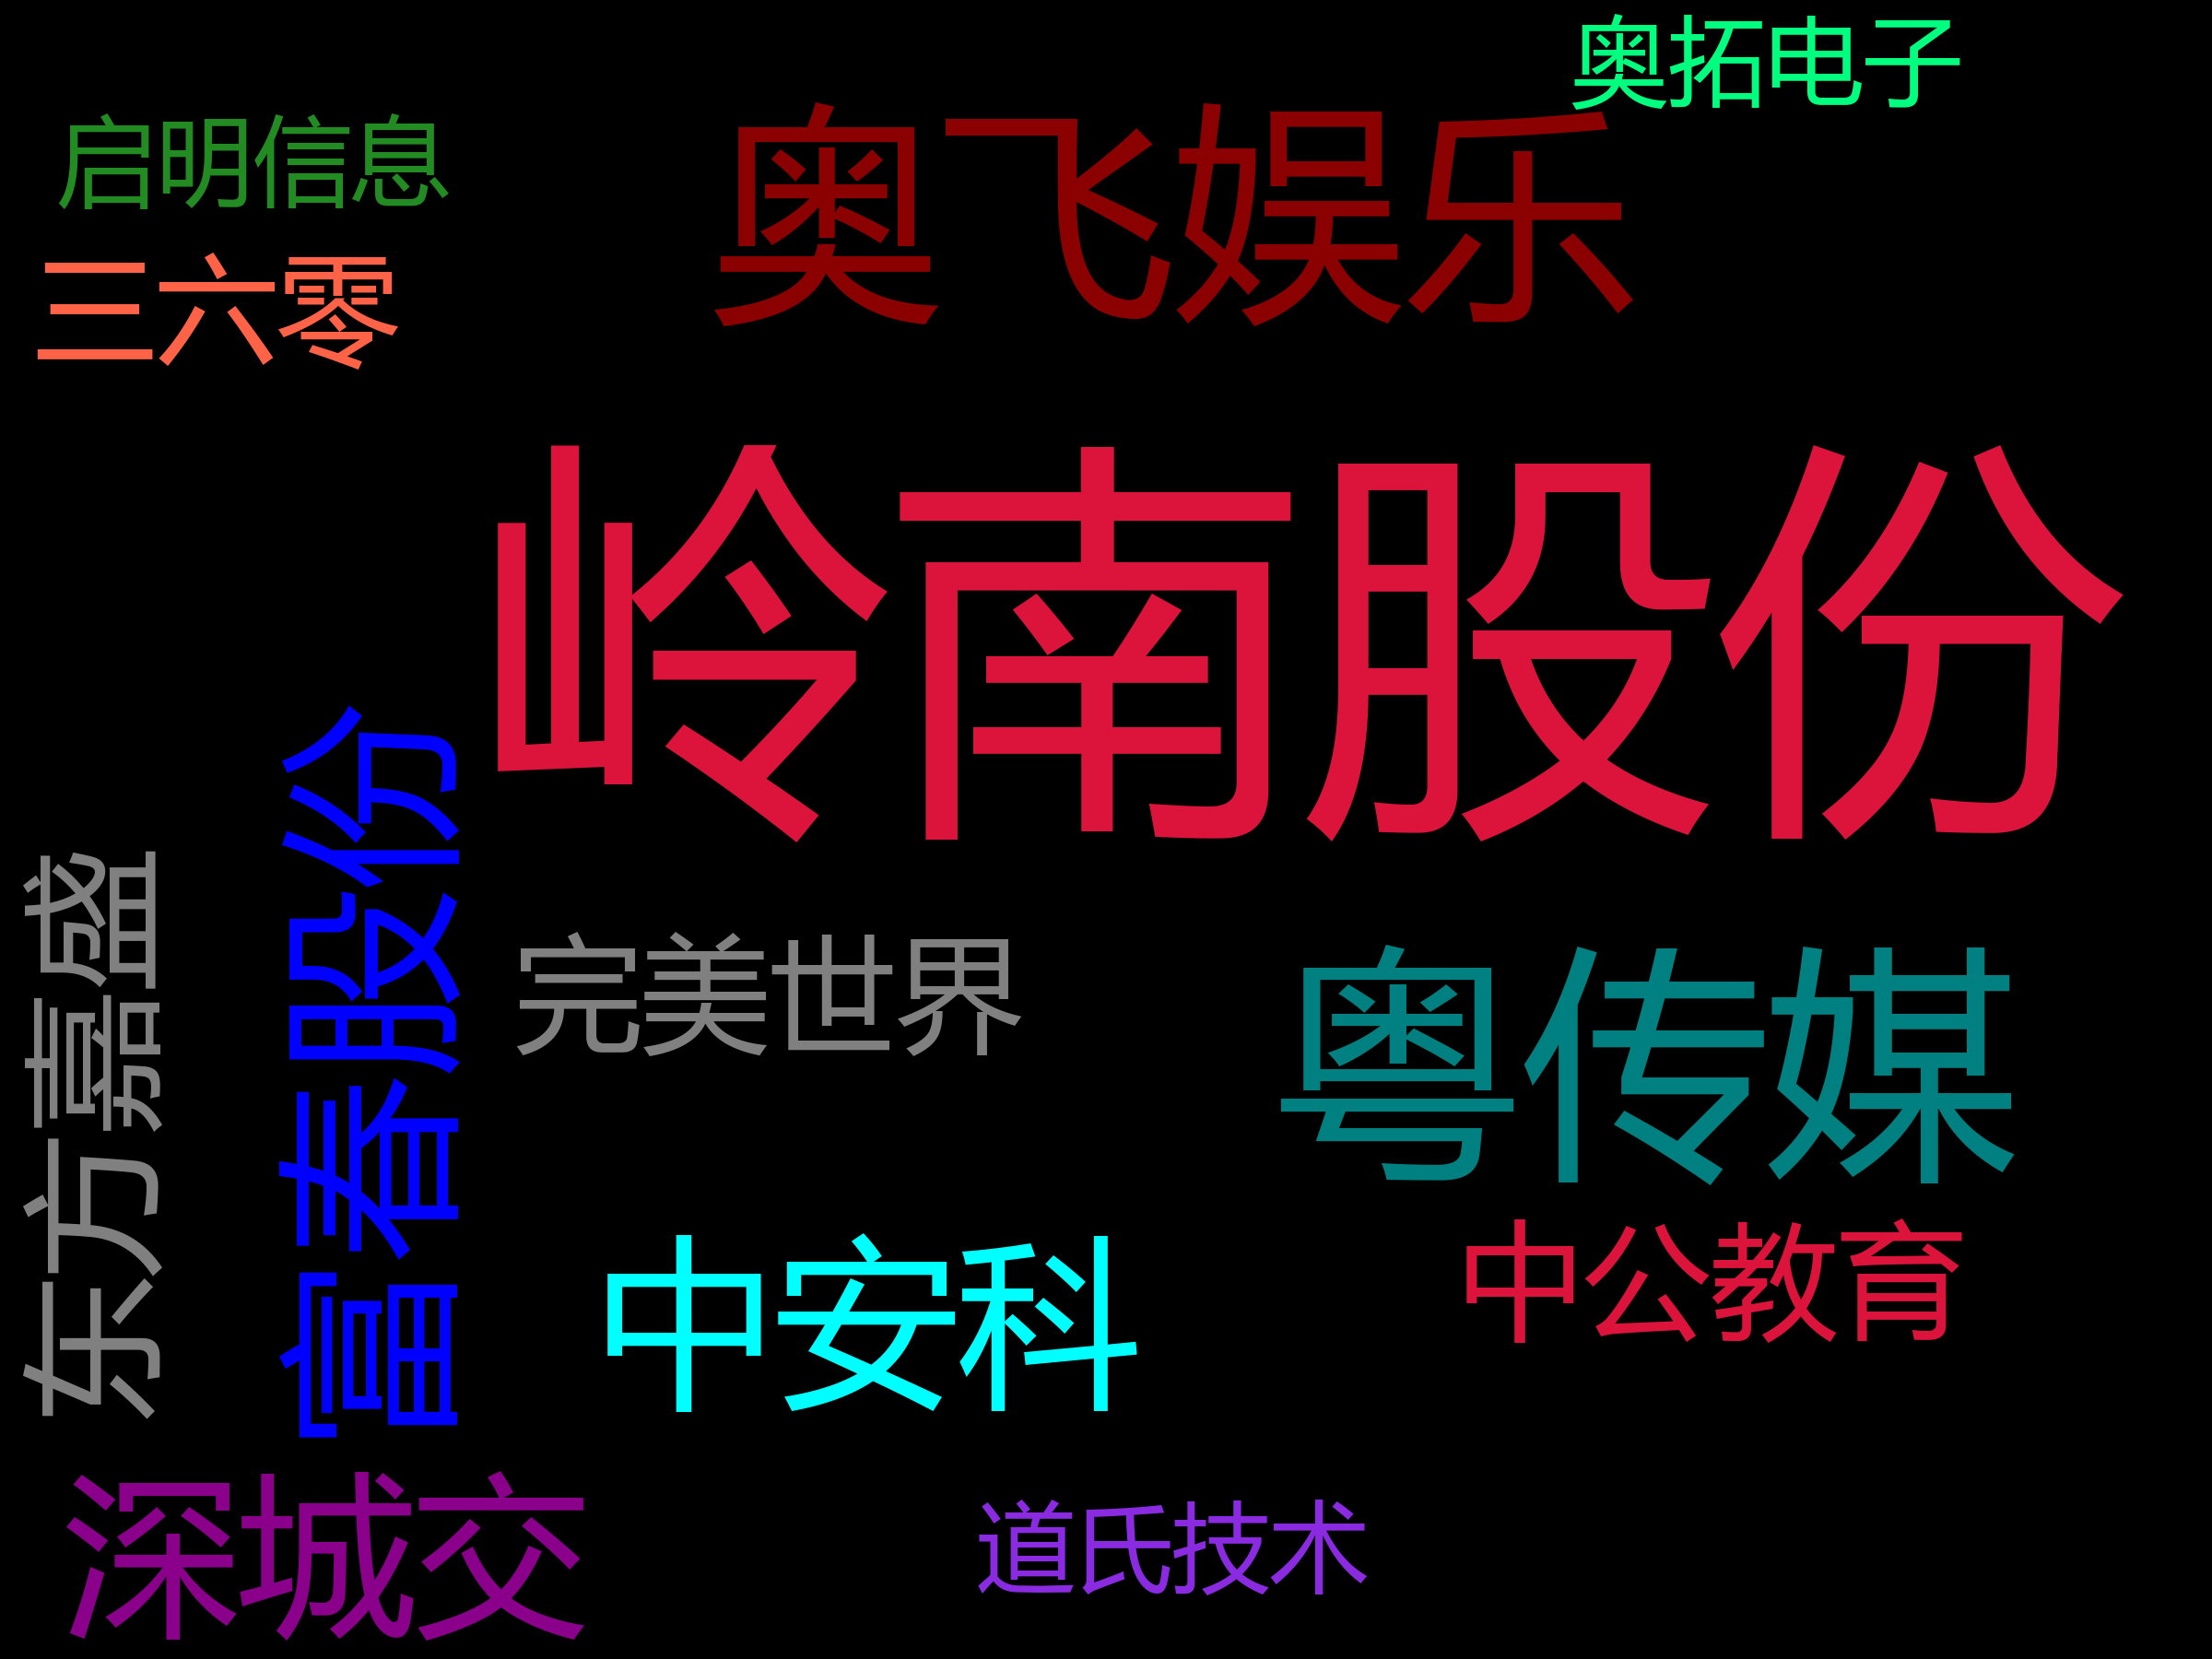 奥拓电子
启明信息
奥飞娱乐
三六零
岭南股份
富春股份
东方嘉盛
完美世界
粤传媒
中公教育
中安科
深城交
道氏技术